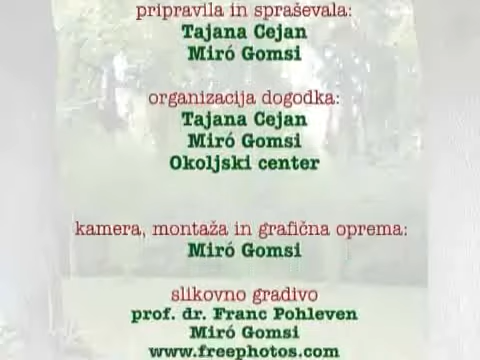 pripravila in spraševala:
Tajana Cejan
Miró Gomsi
organizacija dogodka:
Tajana Cejan
Miró Gomsi
Okoljski center
kamera, montaža in grafična oprema:
Miró Gomsi
slikovno gradivo
prof. dr. Franc Pohleven
Miró Gomsi
www.freephotos.com